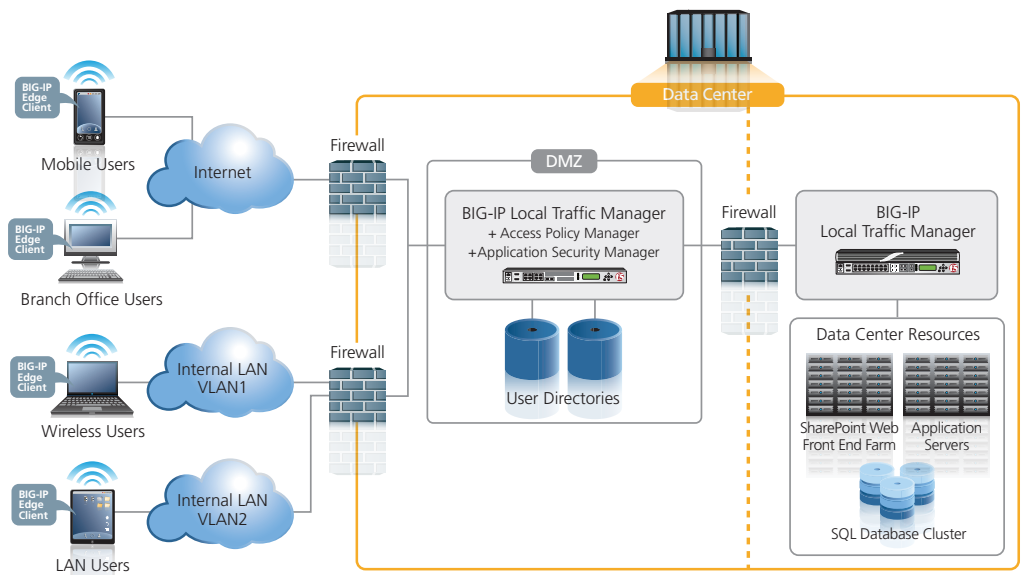 Data Center
BIG-IP
Edge
Client
Mobile Users
BIG-IP
Edge
Client
Branch Office Users
Internet
Firewall
BIG-IP
Edge
Client
Wireless Users
Internal LAN
VLAN1
Firewall
BIG-IP
Edge
Client
LAN Users
Internal LAN
VLAN2
DMZ
BIG-IP Local Traffic Manager
+ Access Policy Manager
+Application Security Manager
User Directories
Firewall
BIG-IP
Local Traffic Manager
Data Center Resources
SharePoint Web
Front End Farm
Application
Servers
SQL Database Cluster